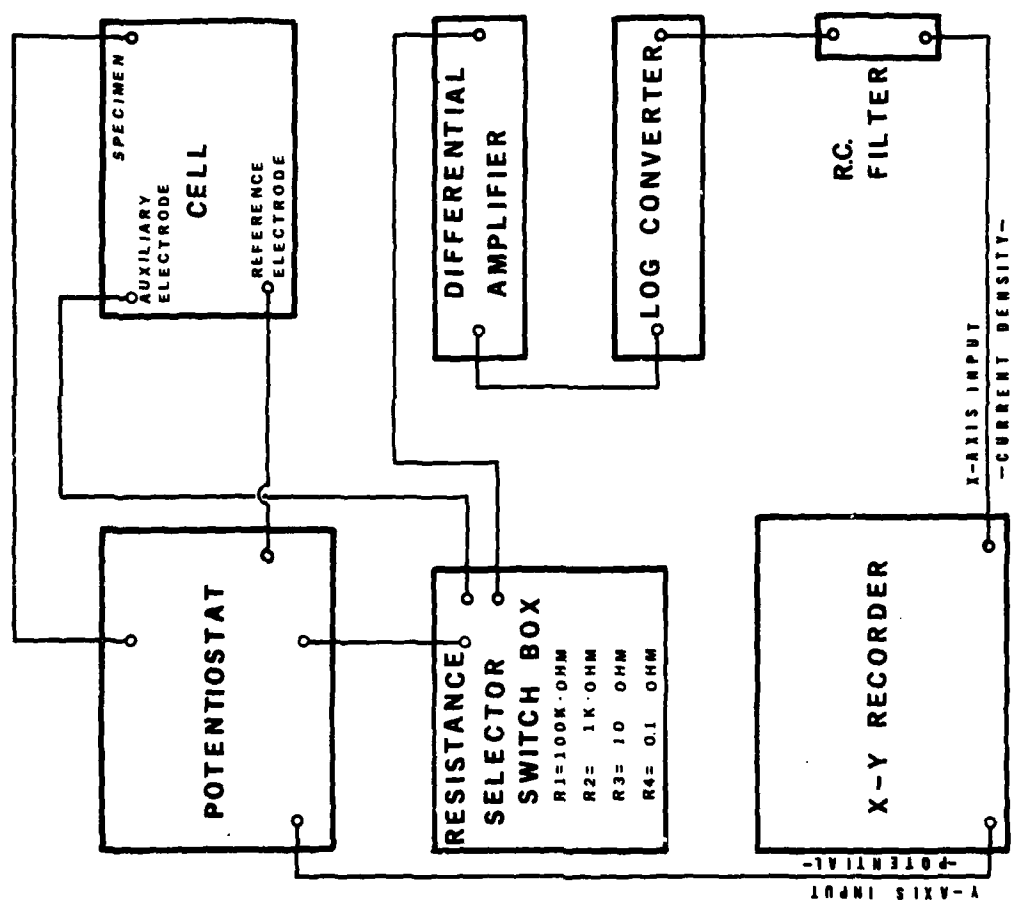 SPECIMEN
CELL
AUXILIARY
ELECTRODE
REFERENCE
ELECTRODE
DIFFERENTIAL
AMPLIFIER
LOG CONVERTER
R.C.
FILTER
POTENTIOSTAT
RESISTANCE
SELECTOR
SWITCH BOX
R1=100K·OHM
R2= 1K·OHM
R3= 10 OHM
R4= 0.1 OHM
X-Y RECORDER
X-AXIS INPUT
-CURRENT DENSITY-
Y-AXIS INPUT
-POTENTIAL-